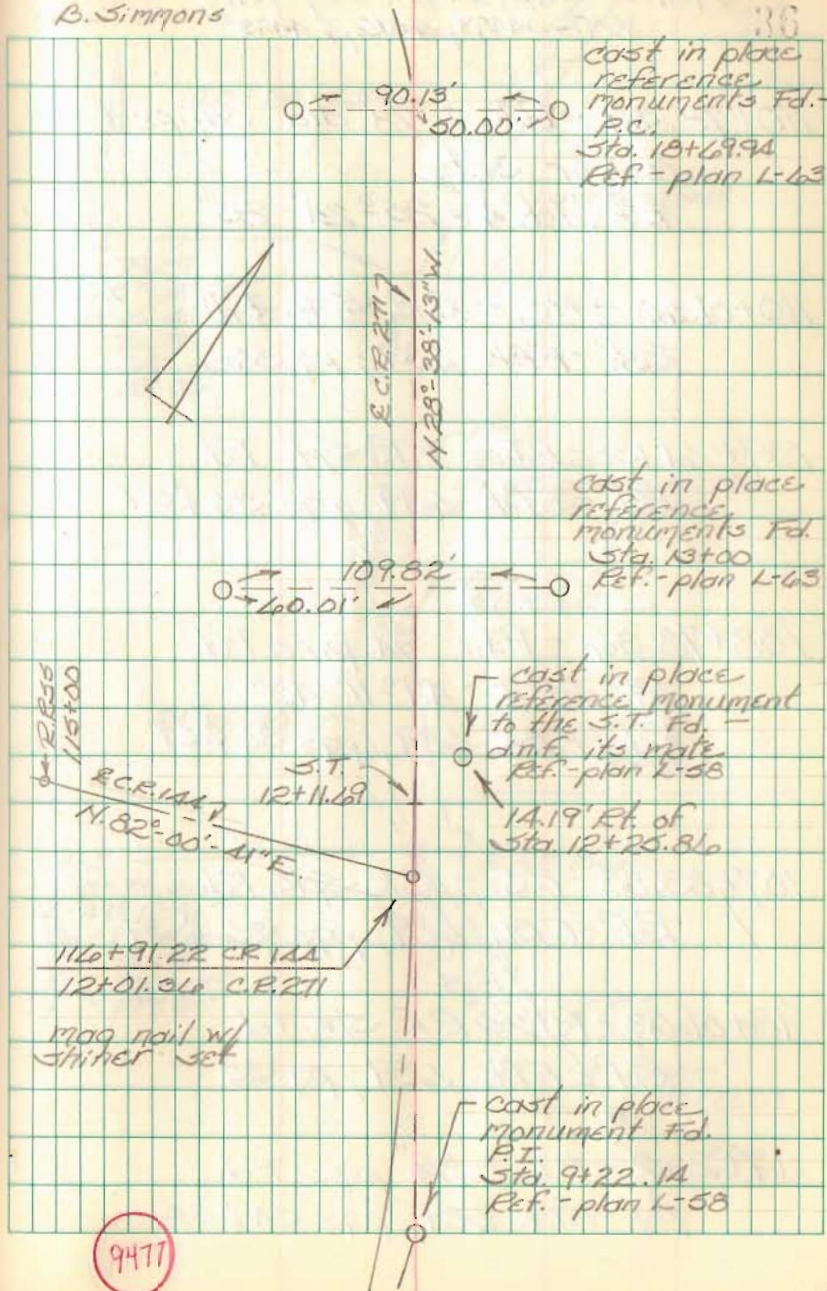 B. Simmons
36
cast in place
reference
monuments Fd.-
P.C.
Sta. 18+69.94
Ref.-plan L-63
90.13'
50.00'
C.R. 271
N.28°-38'-13"W.
cast in place
reference
monuments Fd.
Sta. 13+00
Ref.-plan L-63
109.82'
60.01'
cast in place
reference monument
to the S.T. Fd. -
d.n.f. its mate
Ref.-plan L-58
14.19' Rt. of
Sta. 12+25.86
115+00
S.T.
12+11.69
C.R. 144
N.82°-00'-41"E.
116+91.22 CR 144
12+01.36 C.R. 271
mag nail w/
shiner set
cast in place
monument Fd.
P.I.
Sta. 9+22.14
Ref.-plan L-58
9477